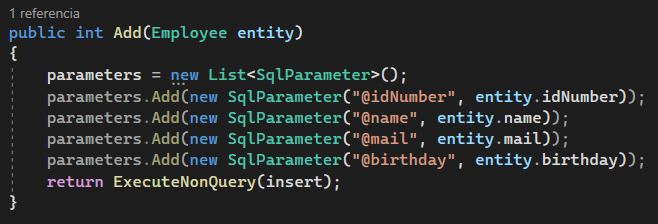 1 referencia
public int Add(Employee entity)
{
    parameters = new List<SqlParameter>();
    parameters.Add(new SqlParameter("@idNumber", entity.idNumber));
    parameters.Add(new SqlParameter("@name", entity.name));
    parameters.Add(new SqlParameter("@mail", entity.mail));
    parameters.Add(new SqlParameter("@birthday", entity.birthday));
    return ExecuteNonQuery(insert);
}